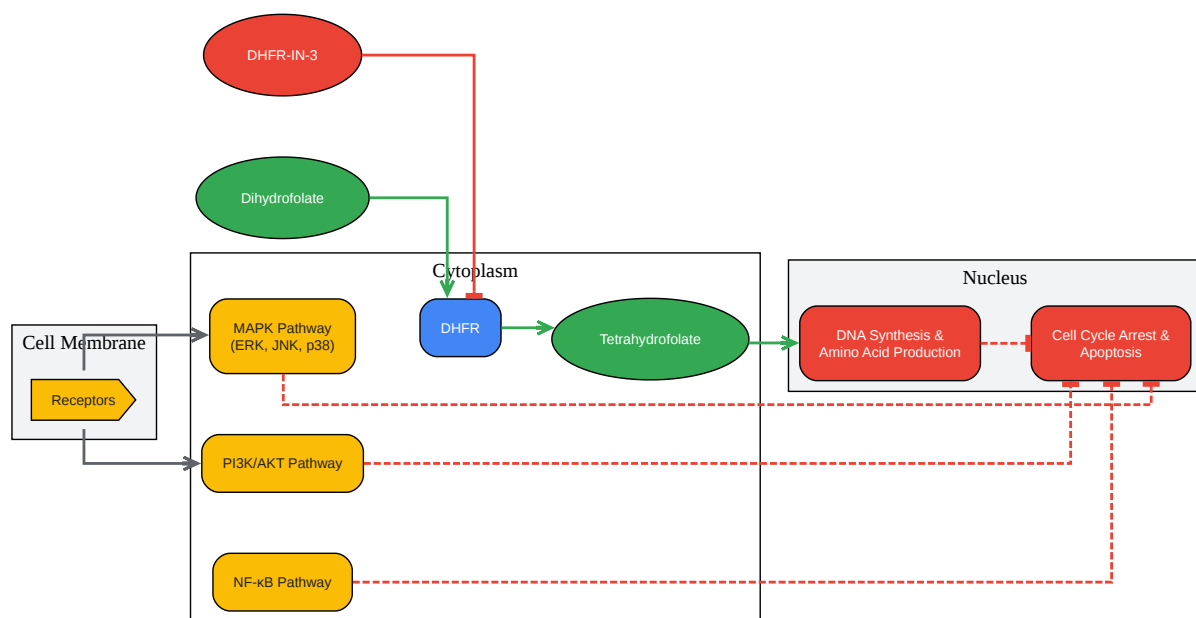 DHFR-IN-3
Dihydrofolate
Cytoplasm
Nucleus
MAPK Pathway
(ERK, JNK, p38)
DHFR
Tetrahydrofolate
DNA Synthesis &
Amino Acid Production
Cell Cycle Arrest &
Apoptosis
Cell Membrane
Receptors
PI3K/AKT Pathway
NF-κB Pathway